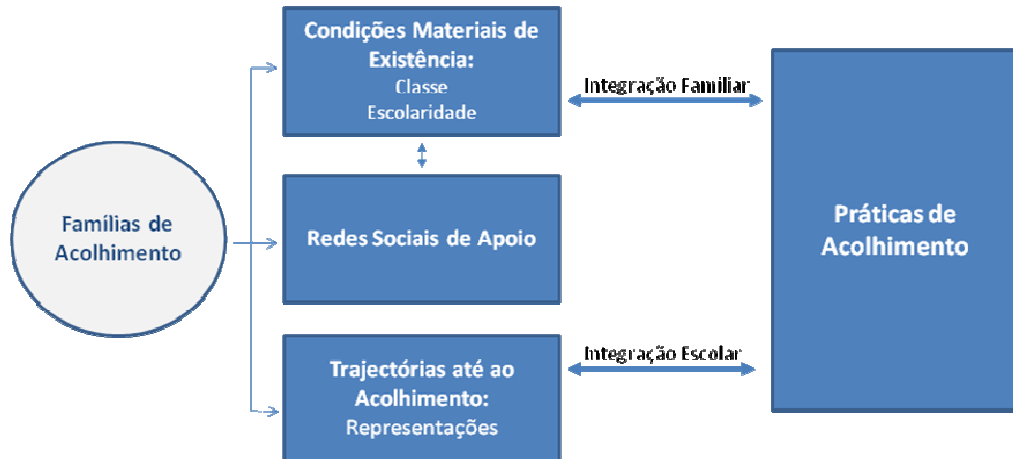 Famílias de
Acolhimento
Condições Materiais de
Existência:
Classe
Escolaridade
Redes Sociais de Apoio
Trajectórias até ao
Acolhimento:
Representações
Integração Familiar
Integração Escolar
Práticas de
Acolhimento